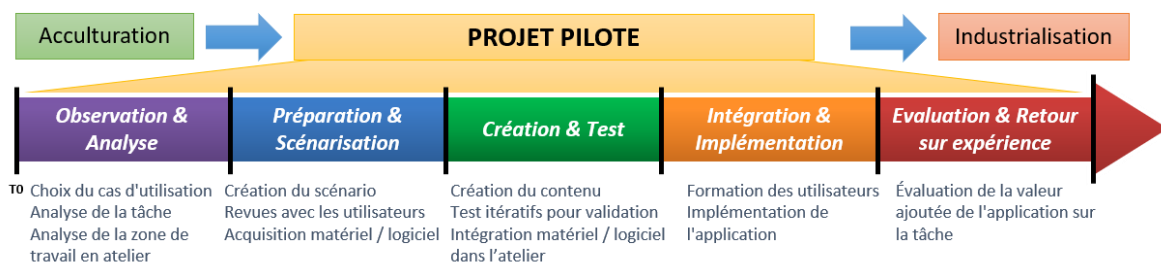 Acculturation
PROJET PILOTE
Industrialisation
Observation &
Analyse
Préparation &
Scénarisation
Création & Test
Intégration &
Implémentation
Evaluation & Retour
sur expérience
T0
Choix du cas d'utilisation
Analyse de la tâche
Analyse de la zone de
travail en atelier
Création du scénario
Revues avec les utilisateurs
Acquisition matériel / logiciel
Création du contenu
Test itératifs pour validation
Intégration matériel / logiciel
dans l'atelier
Formation des utilisateurs
Implémentation de
l'application
Évaluation de la valeur
ajoutée de l'application sur
la tâche